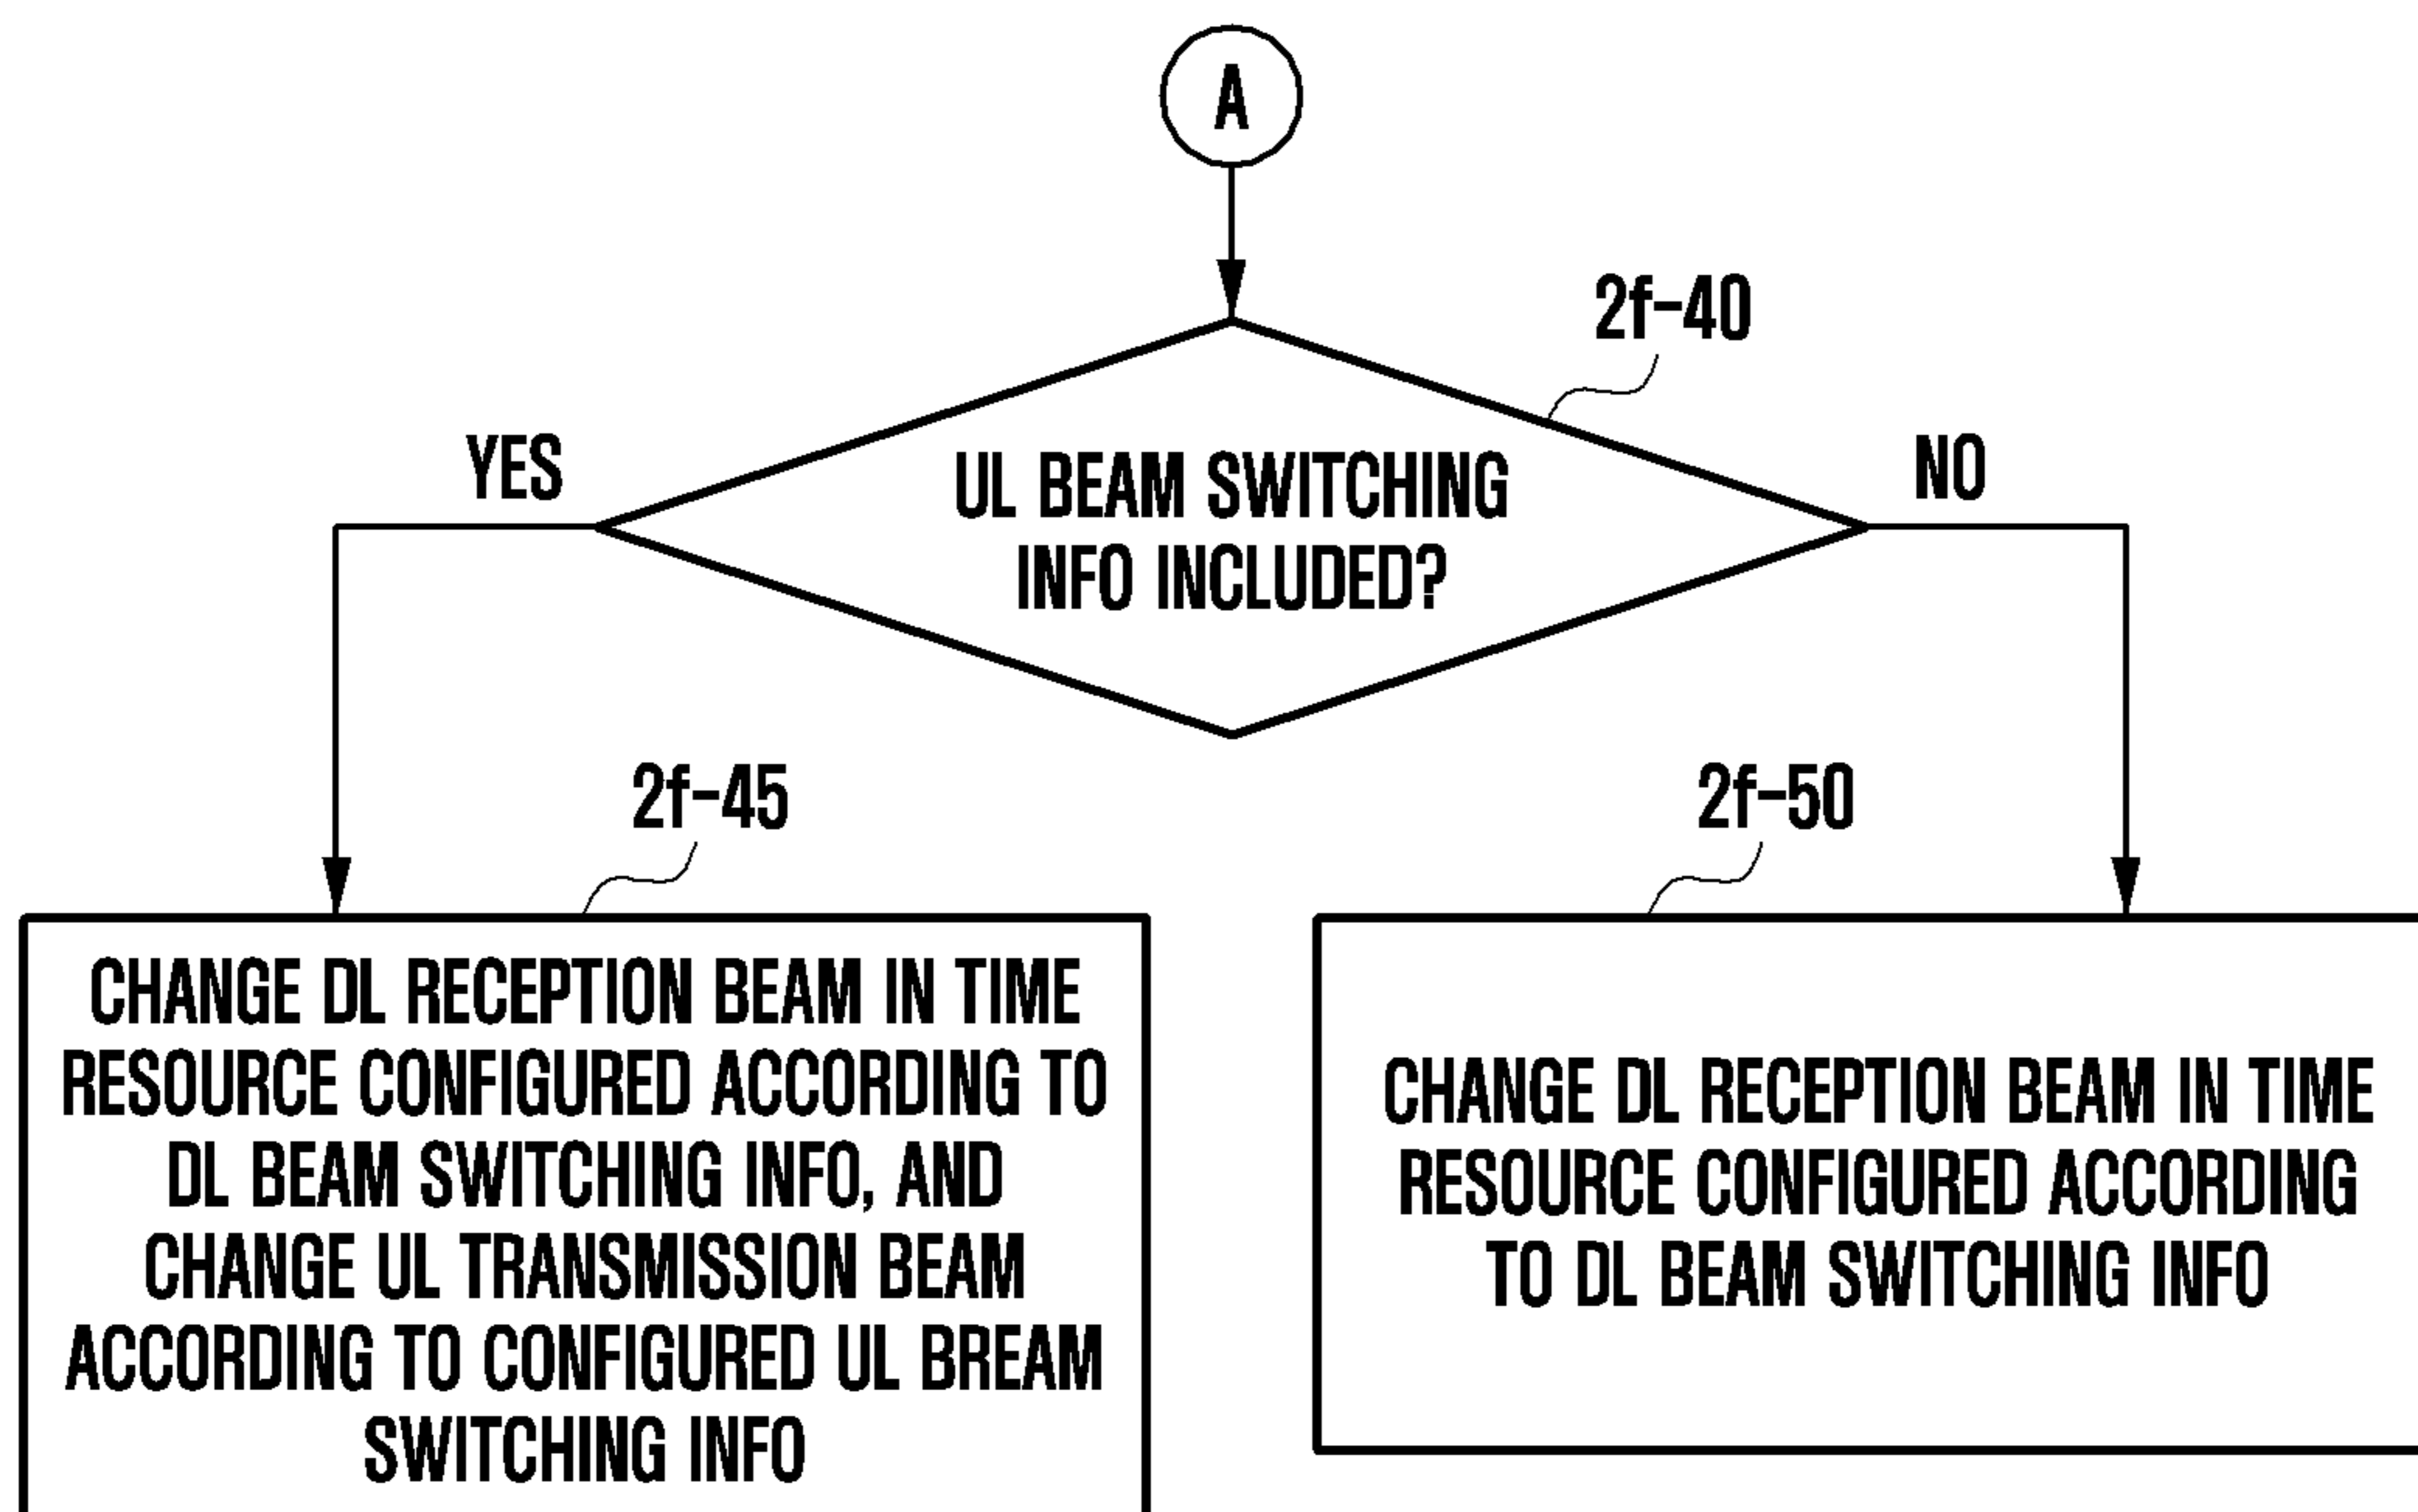 A
2f-40
YES
NO
UL BEAM SWITCHING
INFO INCLUDED?
2f-45
2f-50
CHANGE DL RECEPTION BEAM IN TIME
RESOURCE CONFIGURED ACCORDING TO
DL BEAM SWITCHING INFO, AND
CHANGE UL TRANSMISSION BEAM
ACCORDING TO CONFIGURED UL BREAM
SWITCHING INFO
CHANGE DL RECEPTION BEAM IN TIME
RESOURCE CONFIGURED ACCORDING
TO DL BEAM SWITCHING INFO